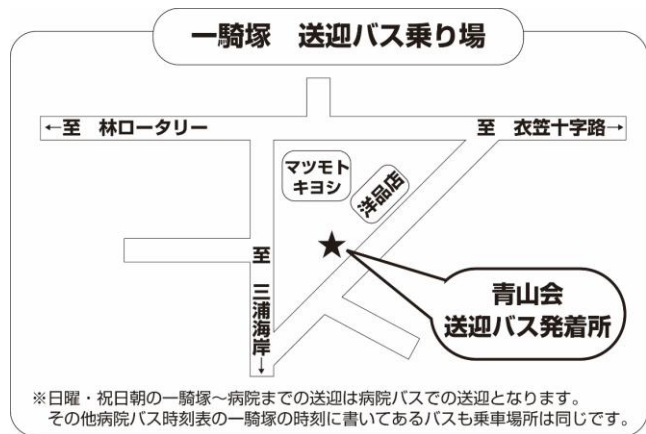 一騎塚　送迎バス乗り場
←至　林ロータリー
至　衣笠十字路→
マツモト
キヨシ
洋品店
至　三浦海岸→
青山会
送迎バス発着所
※日曜・祝日朝の一騎塚～病院までの送迎は病院バスでの送迎となります。
その他病院バス時刻表の一騎塚の時刻に書いてあるバスも乗車場所は同じです。